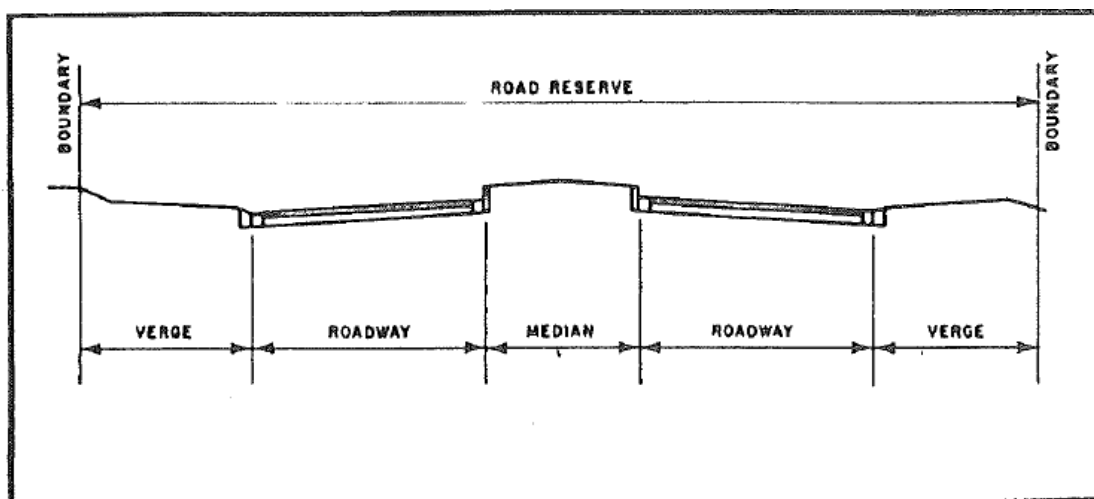 BOUNDARY
ROAD RESERVE
BOUNDARY
VERGE
ROADWAY
MEDIAN
ROADWAY
VERGE